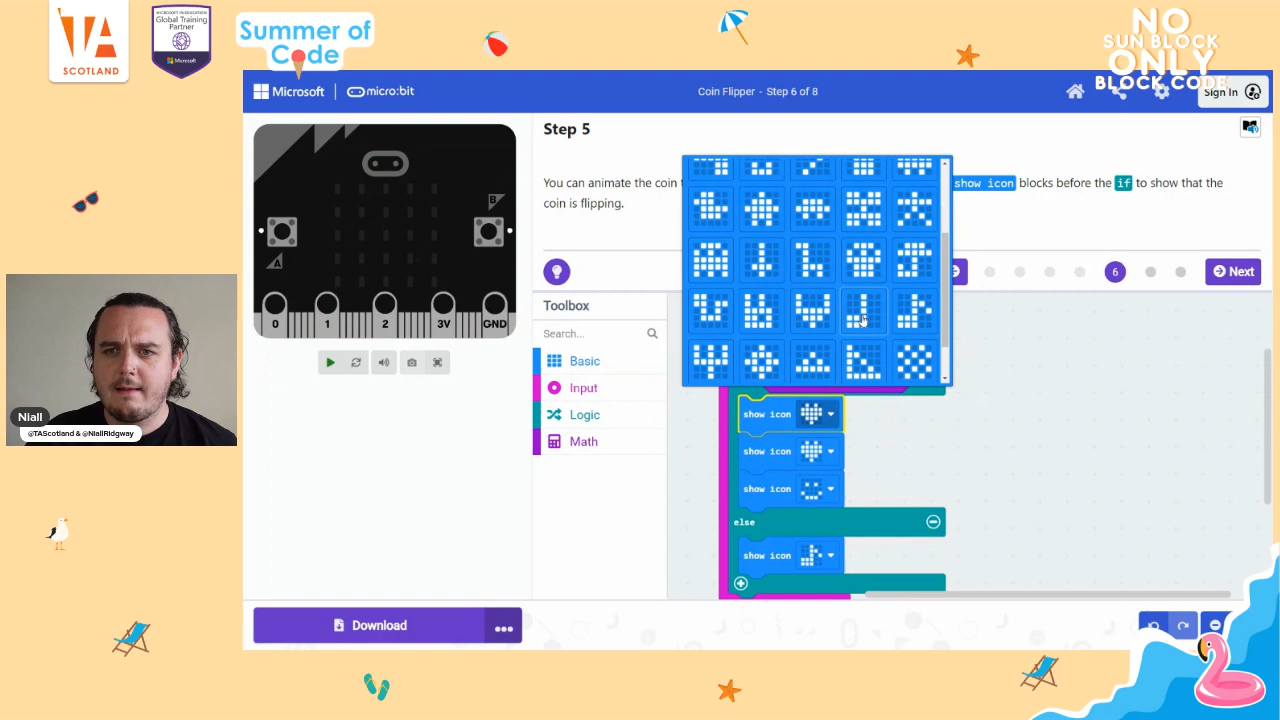 TA
SCOTLAND
MICROSOFT IN EDUCATION
Global Training
Partner
Microsoft
Summer of
Code
NO
SUN BLOCK
ONLY
BLOCK CODE
Microsoft
micro:bit
Coin Flipper - Step 6 of 8
Sign In
Step 5
You can animate the coin t
show icon blocks before the if to show that the
coin is flipping.
6
Next
B
A
0 1 2 3V GND
Toolbox
Search...
Basic
Input
Logic
Math
show icon
show icon
show icon
else
show icon
Niall
@TAScotland & @NiallRidgway
Download